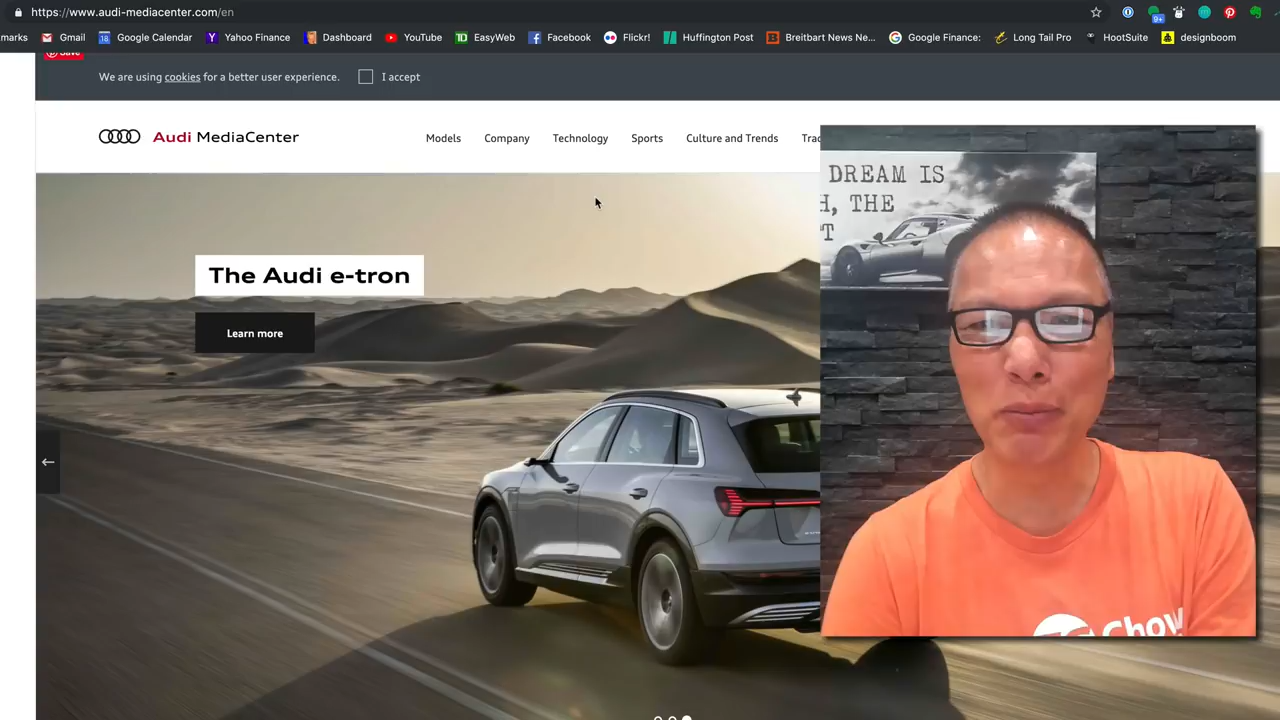 https://www.audi-mediacenter.com/en
marks Gmail Google Calendar Yahoo Finance Dashboard YouTube EasyWeb Facebook Flickr! Huffington Post Breitbart News Ne... Google Finance: Long Tail Pro HootSuite designboom
Save
We are using cookies for a better user experience. I accept
Audi MediaCenter
Models Company Technology Sports Culture and Trends
DREAM IS
THE
The Audi e-tron
Learn more
Chow